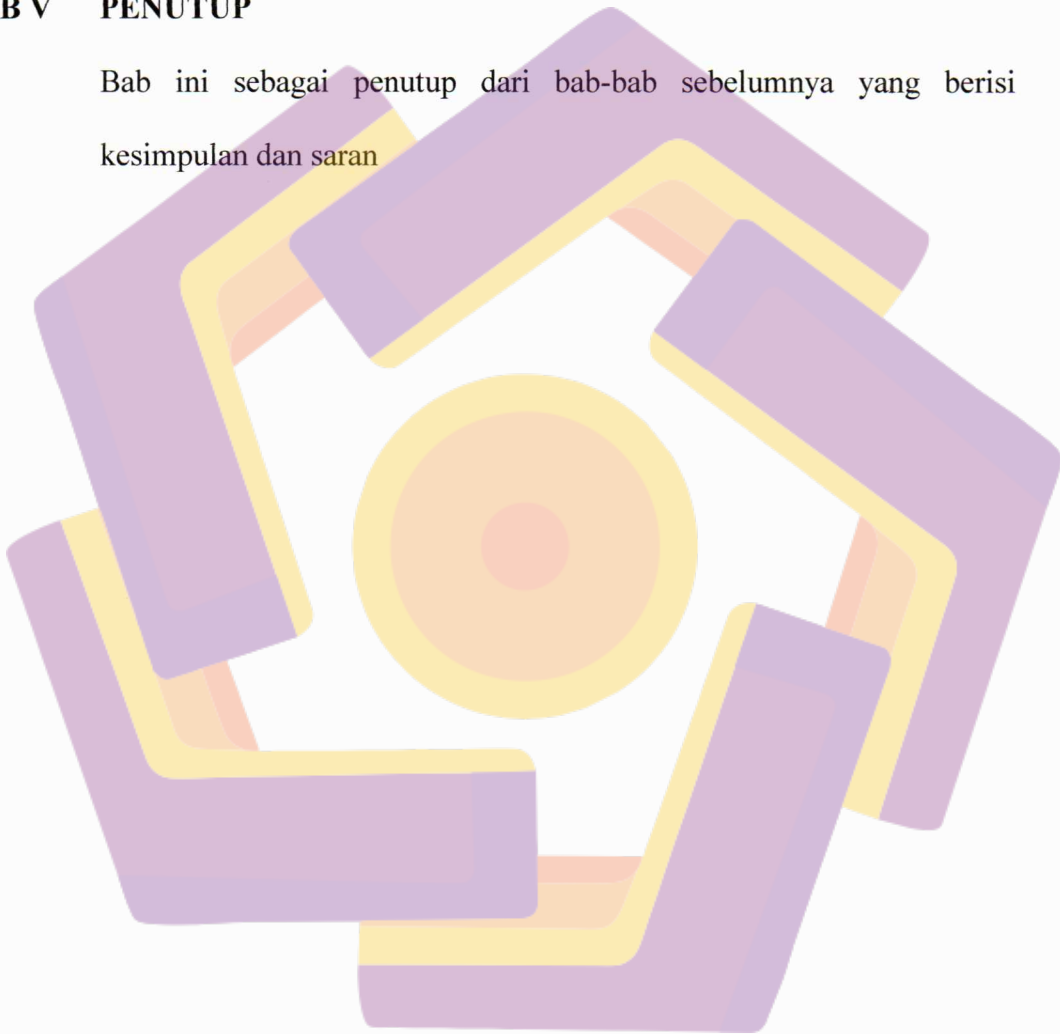 B V PENUTUP
Bab ini sebagai penutup dari bab-bab sebelumnya yang berisi
kesimpulan dan saran